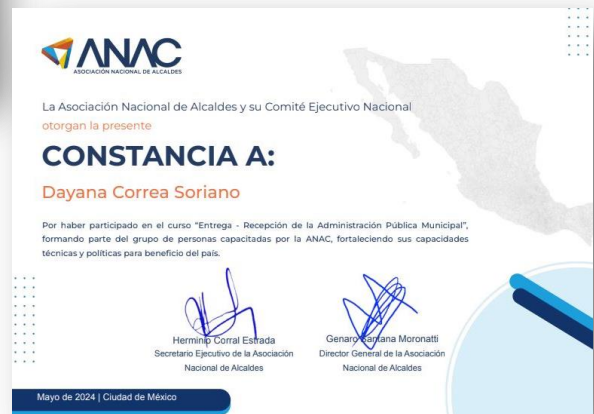 ANAC
ASOCIACIÓN NACIONAL DE ALCALDES
La Asociación Nacional de Alcaldes y su Comité Ejecutivo Nacional
otorgan la presente
CONSTANCIA A:
Dayana Correa Soriano
Por haber participado en el curso “Entrega - Recepción de la Administración Pública Municipal”,
formando parte del grupo de personas capacitadas por la ANAC, fortaleciendo sus capacidades
técnicas y políticas para beneficio del país.
Herminio Corral Estrada
Secretario Ejecutivo de la Asociación
Nacional de Alcaldes
Genaro Santana Moronatti
Director General de la Asociación
Nacional de Alcaldes
Mayo de 2024 | Ciudad de México